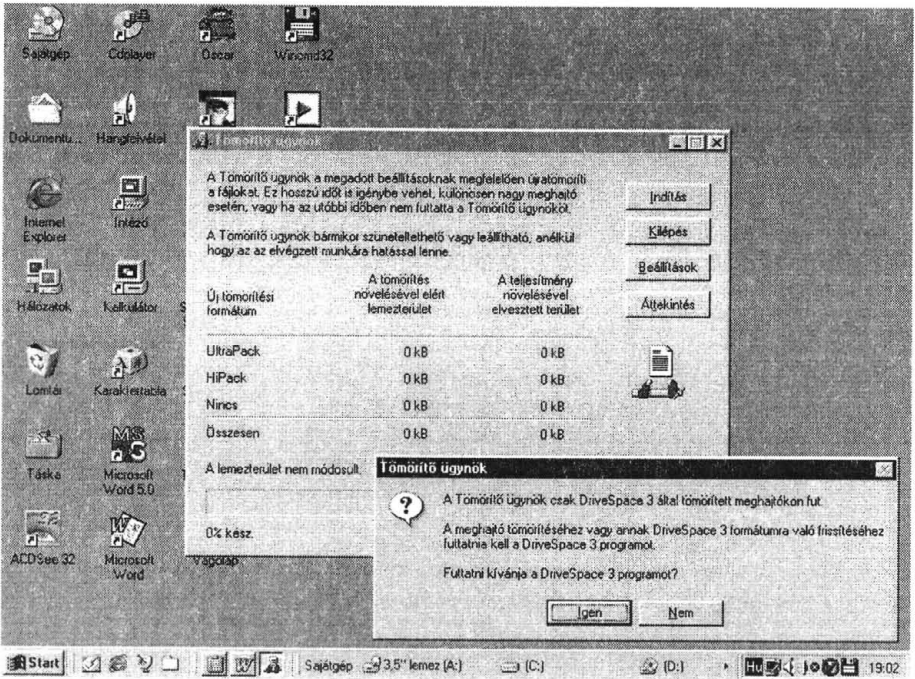 Sajátgép
Cdplayer
Oscar
Wincmd32
Dokumentu...
Hangfelvétel
Internet
Explorer
Intéző
Hálózatok
Kalkulátor
Lomtár
Karaktertábla
Táska
Microsoft
Word 5.0
ACDSee 32
Microsoft
Word
Vágólap
Tömörítő ügynök
A Tömörítő ügynök a megadott beállításoknak megfelelően újratömöríti
a fájlokat. Ez hosszú időt is igénybe vehet, különösen nagy meghajtó
esetén, vagy ha az utóbbi időben nem futtatta a Tömörítő ügynököt.
A Tömörítő ügynök bármikor szüneteltethető vagy leállítható, anélkül
hogy az az elvégzett munkára hatással lenne.
Indítás
Kilépés
Beállítások
Áttekintés
Új tömörítési
formátum
A tömörítés
növelésével elért
lemezterület
A teljesítmény
növelésével
elvesztett terület
UltraPack 0 kB 0 kB
HiPack 0 kB 0 kB
Nincs 0 kB 0 kB
Összesen 0 kB 0 kB
A lemezterület nem módosult.
0% kész.
Tömörítő ügynök
A Tömörítő ügynök csak DriveSpace 3 által tömörített meghajtókon fut.
A meghajtó tömörítéséhez vagy annak DriveSpace 3 formátumra való frissítéséhez
futtatnia kell a DriveSpace 3 programot.
Futtatni kívánja a DriveSpace 3 programot?
Igen
Nem
Start
Sajátgép
3,5" lemez (A:)
(C:)
(D:)
Hu
19:02